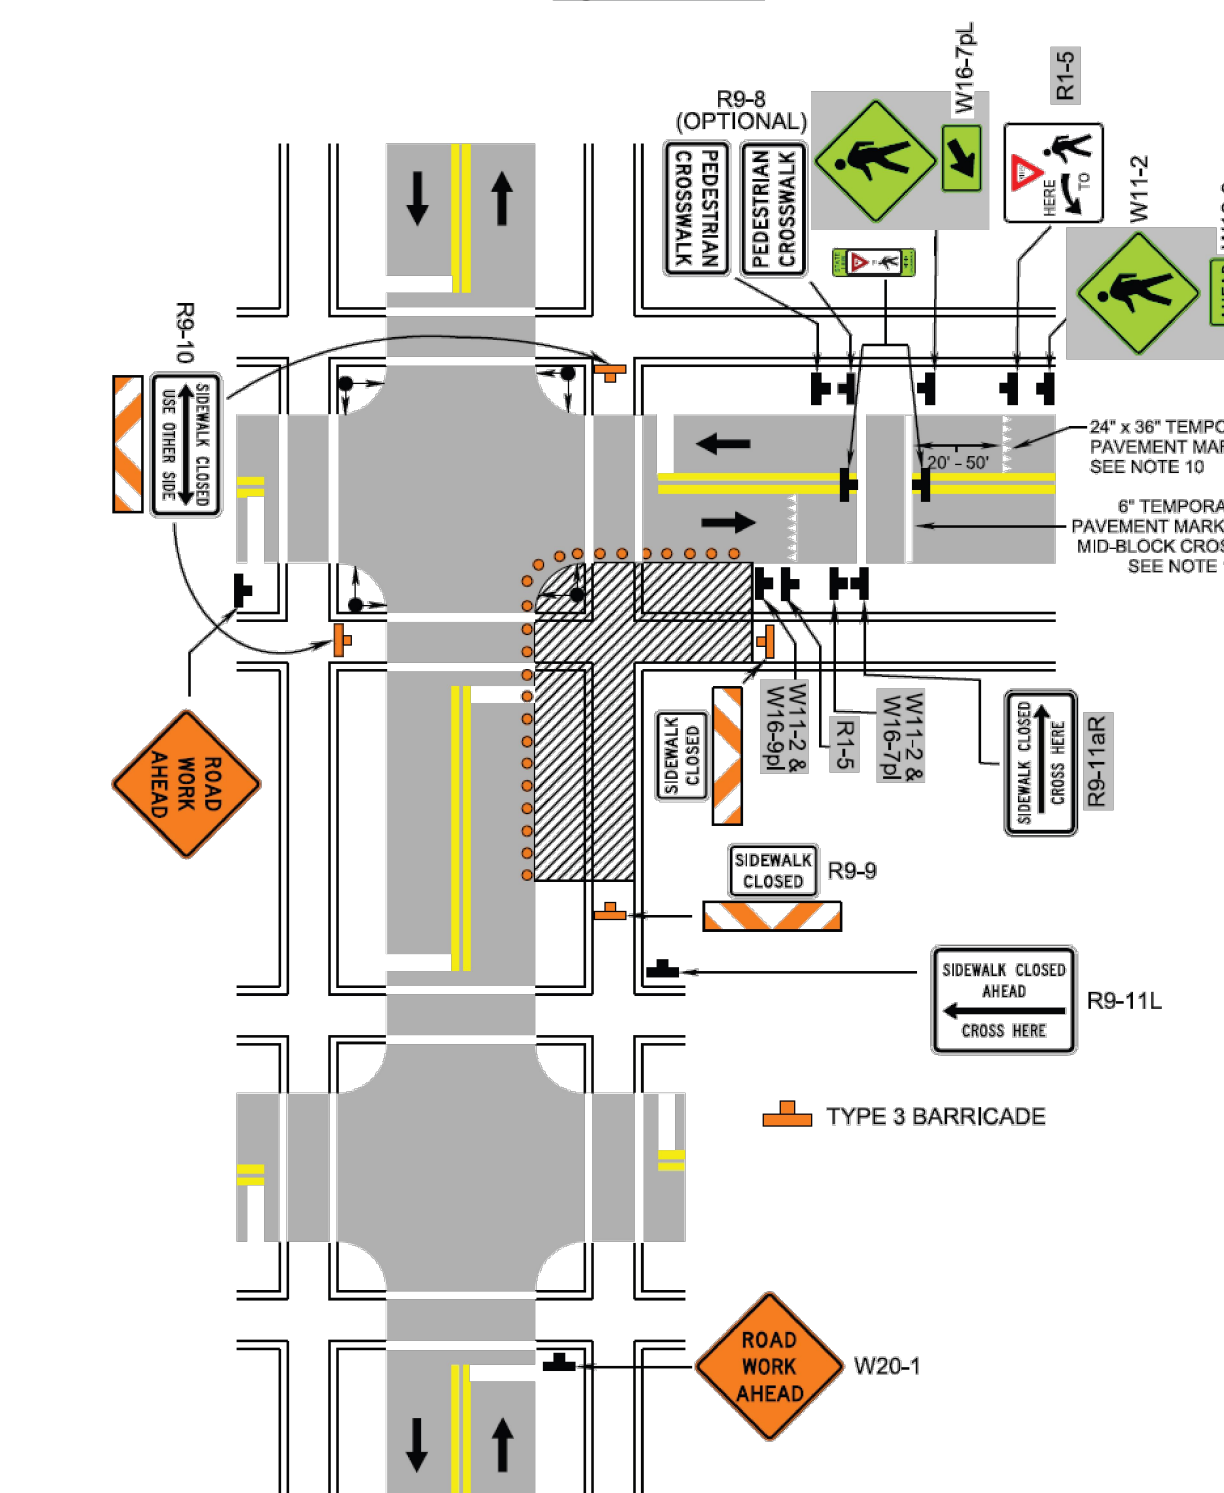 W16-7pL
R1-5
R9-8
(OPTIONAL)
PEDESTRIAN
CROSSWALK
PEDESTRIAN
CROSSWALK
HERE
TO
W11-2
R9-10
SIDEWALK CLOSED
USE OTHER SIDE
24" x 36" TEMPO
PAVEMENT MAR
SEE NOTE 10
20' - 50'
6" TEMPORA
PAVEMENT MARK
MID-BLOCK CROS
SEE NOTE
ROAD
WORK
AHEAD
SIDEWALK
CLOSED
W11-2 &
W16-9pl
R1-5
W11-2 &
W16-7pl
SIDEWALK CLOSED
CROSS HERE
R9-11aR
SIDEWALK
CLOSED
R9-9
SIDEWALK CLOSED
AHEAD
CROSS HERE
R9-11L
TYPE 3 BARRICADE
ROAD
WORK
AHEAD
W20-1